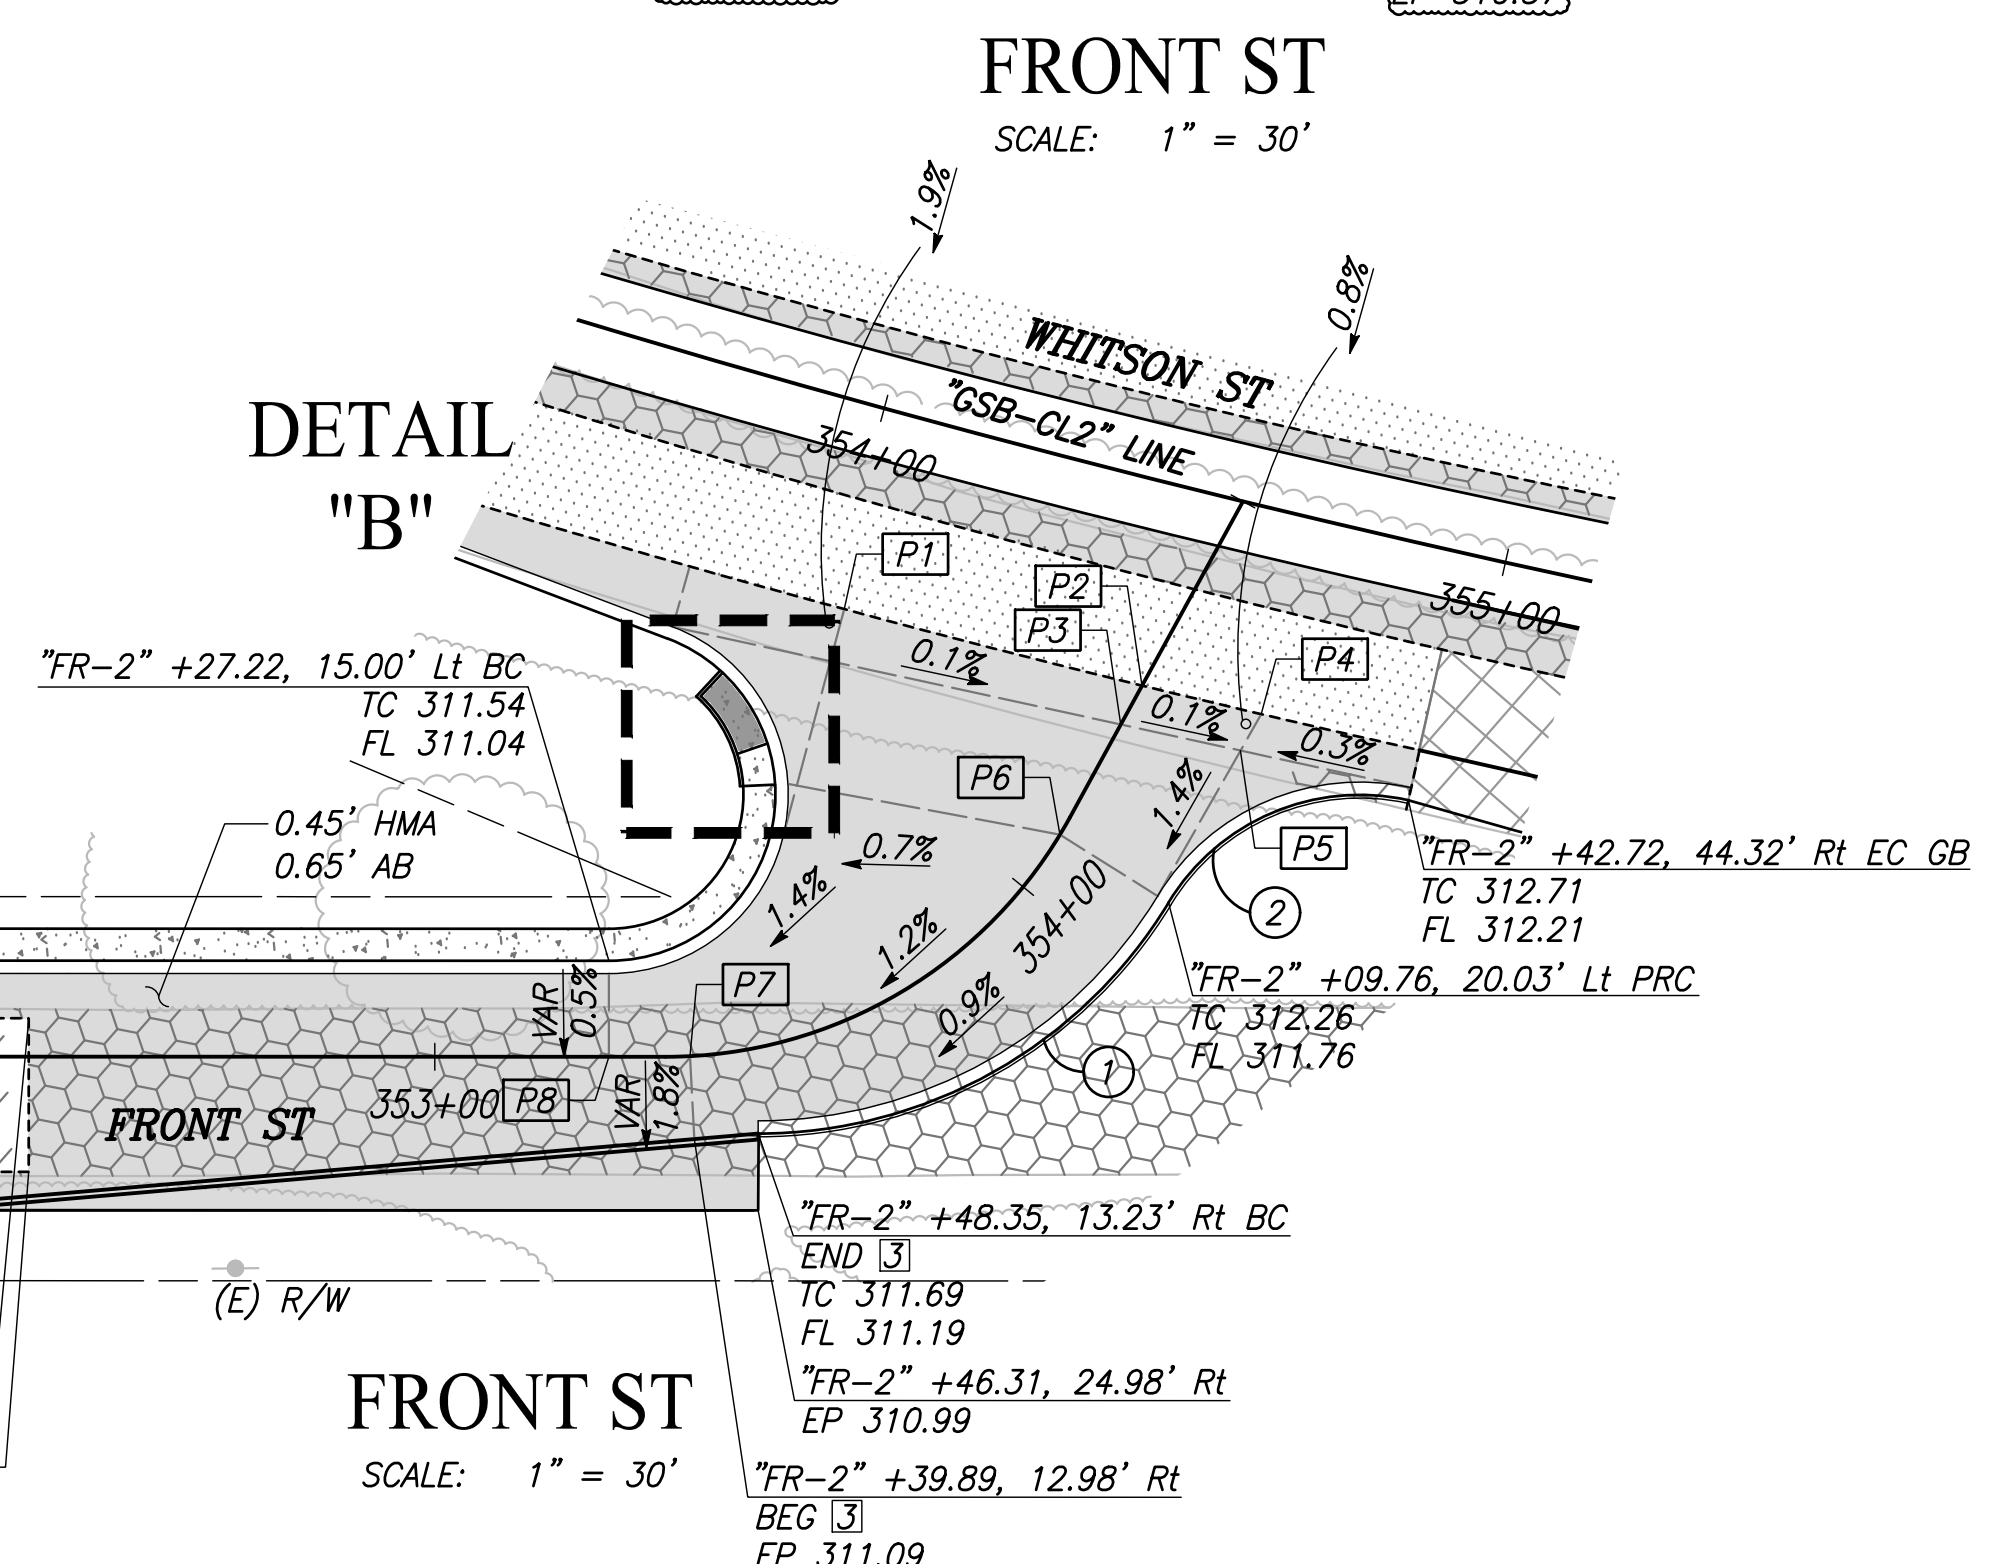 FRONT ST
SCALE: 1" = 30'
1.9%
0.8%
WHITSON ST
"GSB-CL2" LINE
354+00
355+00
DETAIL
"B"
P1
P2
P3
P4
0.1%
0.1%
0.3%
"FR-2" +27.22, 15.00' Lt BC
TC 311.54
FL 311.04
P6
1.4%
P5
0.45' HMA
0.65' AB
0.7%
1.4%
1.2%
354+00
2
"FR-2" +42.72, 44.32' Rt EC GB
TC 312.71
FL 312.21
"FR-2" +09.76, 20.03' Lt PRC
TC 312.26
FL 311.76
P7
0.9%
VAR
0.5%
1
353+00
P8
VAR
1.8%
FRONT ST
"FR-2" +48.35, 13.23' Rt BC
END 3
TC 311.69
FL 311.19
(E) R/W
"FR-2" +46.31, 24.98' Rt
EP 310.99
FRONT ST
SCALE: 1" = 30'
"FR-2" +39.89, 12.98' Rt
BEG 3
EP 311.09